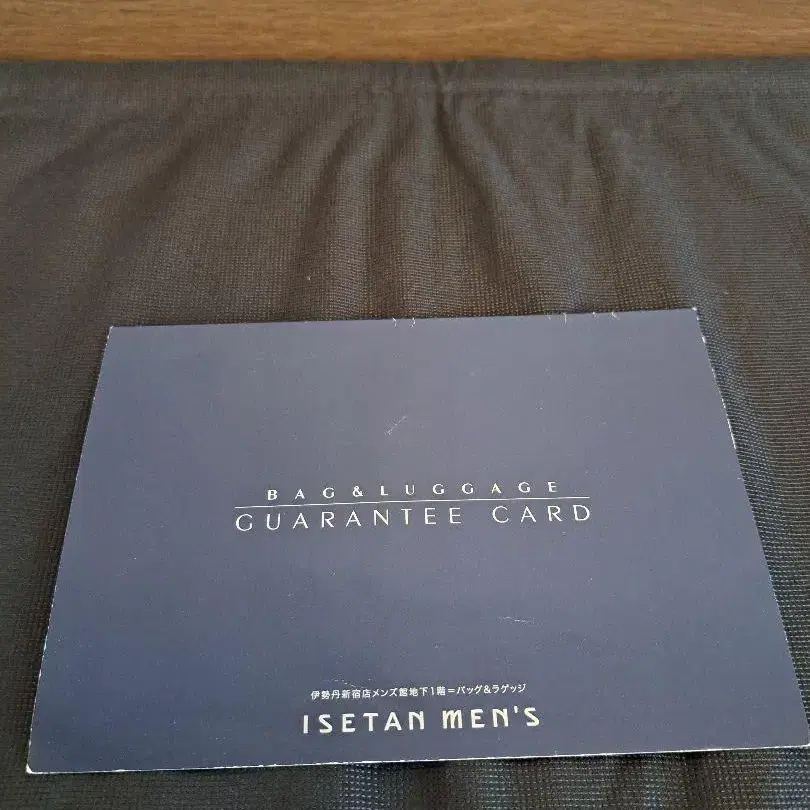 BAG&LUGGAGE
GUARANTEE CARD
伊勢丹新宿店メンズ館地下1階=バッグ&ラゲッジ
ISETAN MEN'S